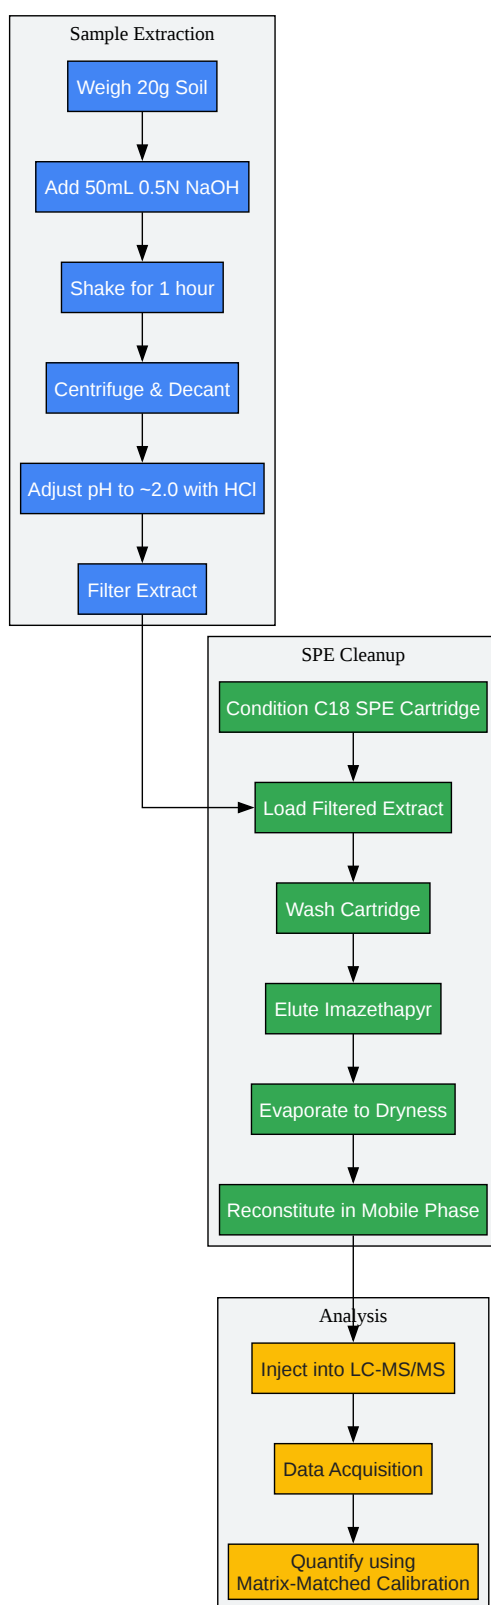 Sample Extraction
Weigh 20g Soil
Add 50mL 0.5N NaOH
Shake for 1 hour
Centrifuge & Decant
Adjust pH to ~2.0 with HCl
Filter Extract
SPE Cleanup
Condition C18 SPE Cartridge
Load Filtered Extract
Wash Cartridge
Elute Imazethapyr
Evaporate to Dryness
Reconstitute in Mobile Phase
Analysis
Inject into LC-MS/MS
Data Acquisition
Quantify using
Matrix-Matched Calibration